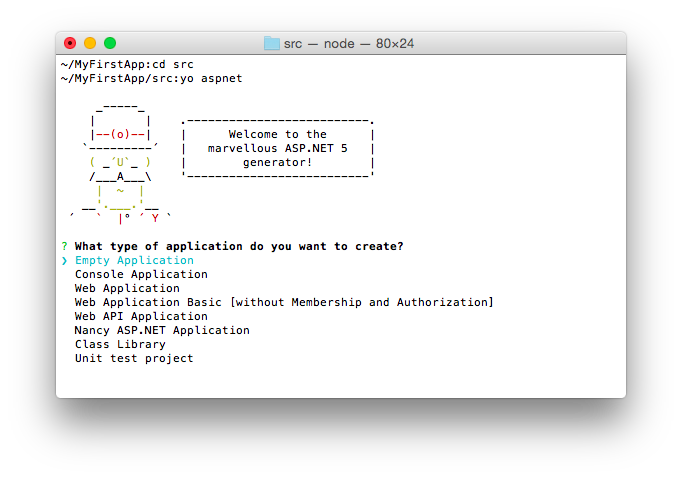 src — node — 80×24
~/MyFirstApp:cd src
~/MyFirstApp/src:yo aspnet
     _-----_
    |       |    .--------------------------.
    |--(o)--|    |      Welcome to the      |
   `---------´   |   marvellous ASP.NET 5   |
    ( _´U`_ )    |        generator!        |
    /___A___\    '--------------------------'
     |  ~  |
   __'.___.'__
 ´   `  |° ´ Y `
? What type of application do you want to create?
❯ Empty Application
  Console Application
  Web Application
  Web Application Basic [without Membership and Authorization]
  Web API Application
  Nancy ASP.NET Application
  Class Library
  Unit test project